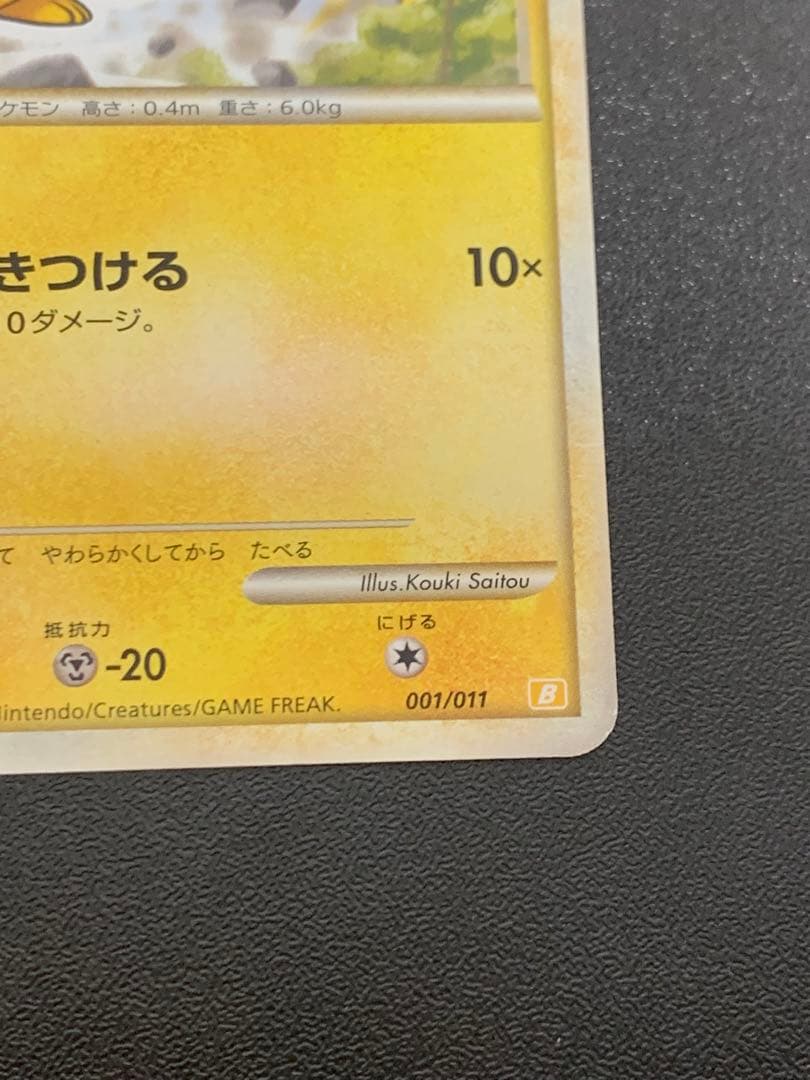 ケモン 高さ：0.4m 重さ：6.0kg
きつける 10×
0ダメージ。
て やわらかくしてから たべる
Illus.Kouki Saitou
抵抗力 にげる
-20
Nintendo/Creatures/GAME FREAK. 001/011 B